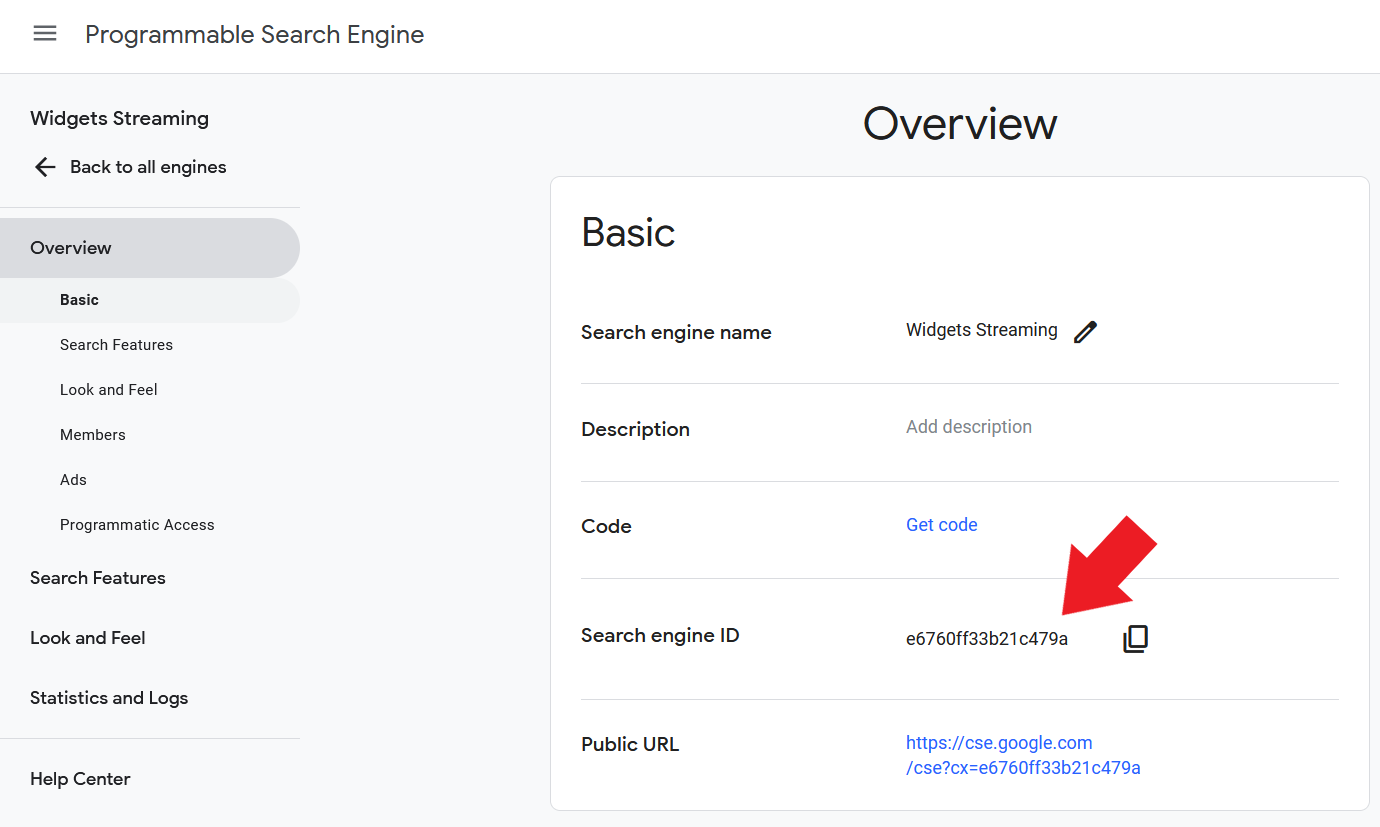 Programmable Search Engine
Widgets Streaming
Back to all engines
Overview
Basic
Search Features
Look and Feel
Members
Ads
Programmatic Access
Search Features
Look and Feel
Statistics and Logs
Help Center
Overview
Basic
Search engine name
Widgets Streaming
Description
Add description
Code
Get code
Search engine ID
e6760ff33b21c479a
Public URL
https://cse.google.com
/cse?cx=e6760ff33b21c479a